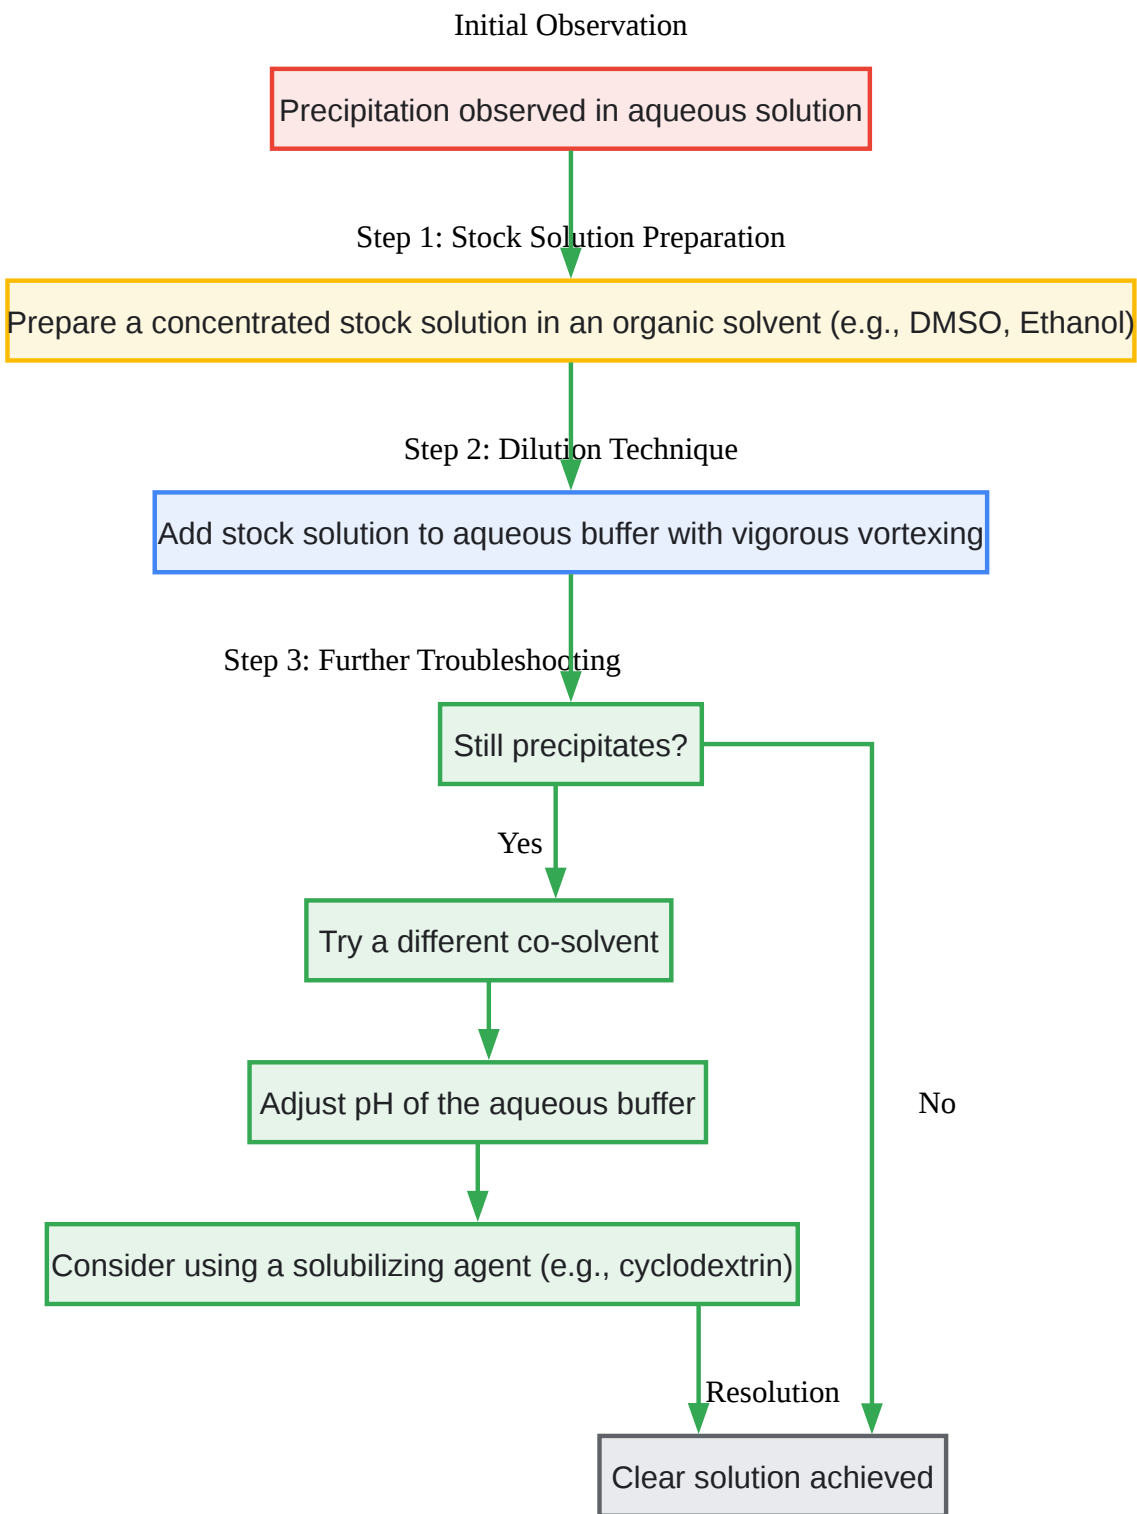 Initial Observation
Precipitation observed in aqueous solution
Step 1: Stock Solution Preparation
Prepare a concentrated stock solution in an organic solvent (e.g., DMSO, Ethanol)
Step 2: Dilution Technique
Add stock solution to aqueous buffer with vigorous vortexing
Step 3: Further Troubleshooting
Still precipitates?
Yes
Try a different co-solvent
Adjust pH of the aqueous buffer
No
Consider using a solubilizing agent (e.g., cyclodextrin)
Resolution
Clear solution achieved